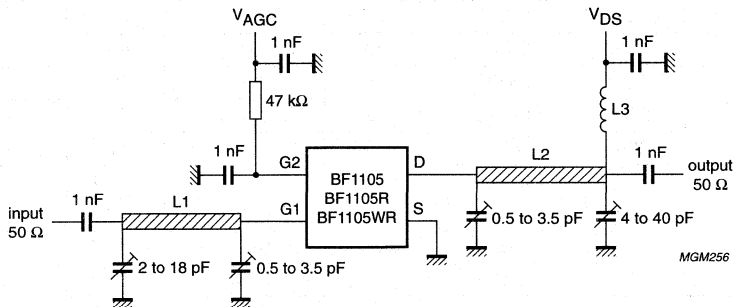 VAGC
1 nF
47 kΩ
1 nF
G2
L1
1 nF
input
50 Ω
G1
2 to 18 pF
0.5 to 3.5 pF
BF1105
BF1105R
BF1105WR
D
S
VDS
1 nF
L3
L2
1 nF
output
50 Ω
0.5 to 3.5 pF
4 to 40 pF
MGM256